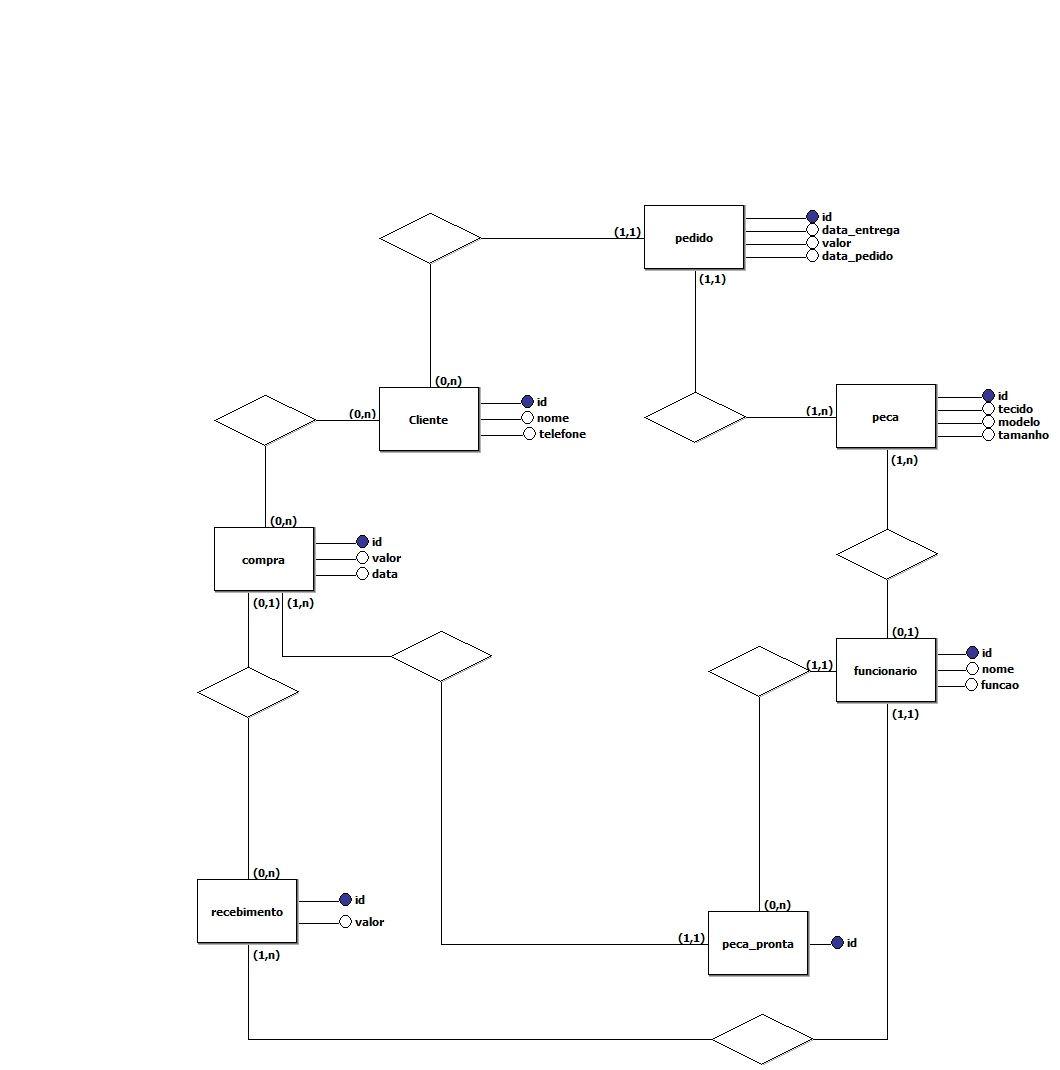 pedido
id
data_entrega
valor
data_pedido
(1,1)
(1,1)
(0,n)
Cliente
id
nome
telefone
(0,n)
peca
id
tecido
modelo
tamanho
(1,n)
(1,n)
(0,n)
compra
id
valor
data
(0,1)
(1,n)
(0,1)
funcionario
id
nome
funcao
(1,1)
(1,1)
(0,n)
recebimento
id
valor
(1,n)
(0,n)
peca_pronta
id
(1,1)